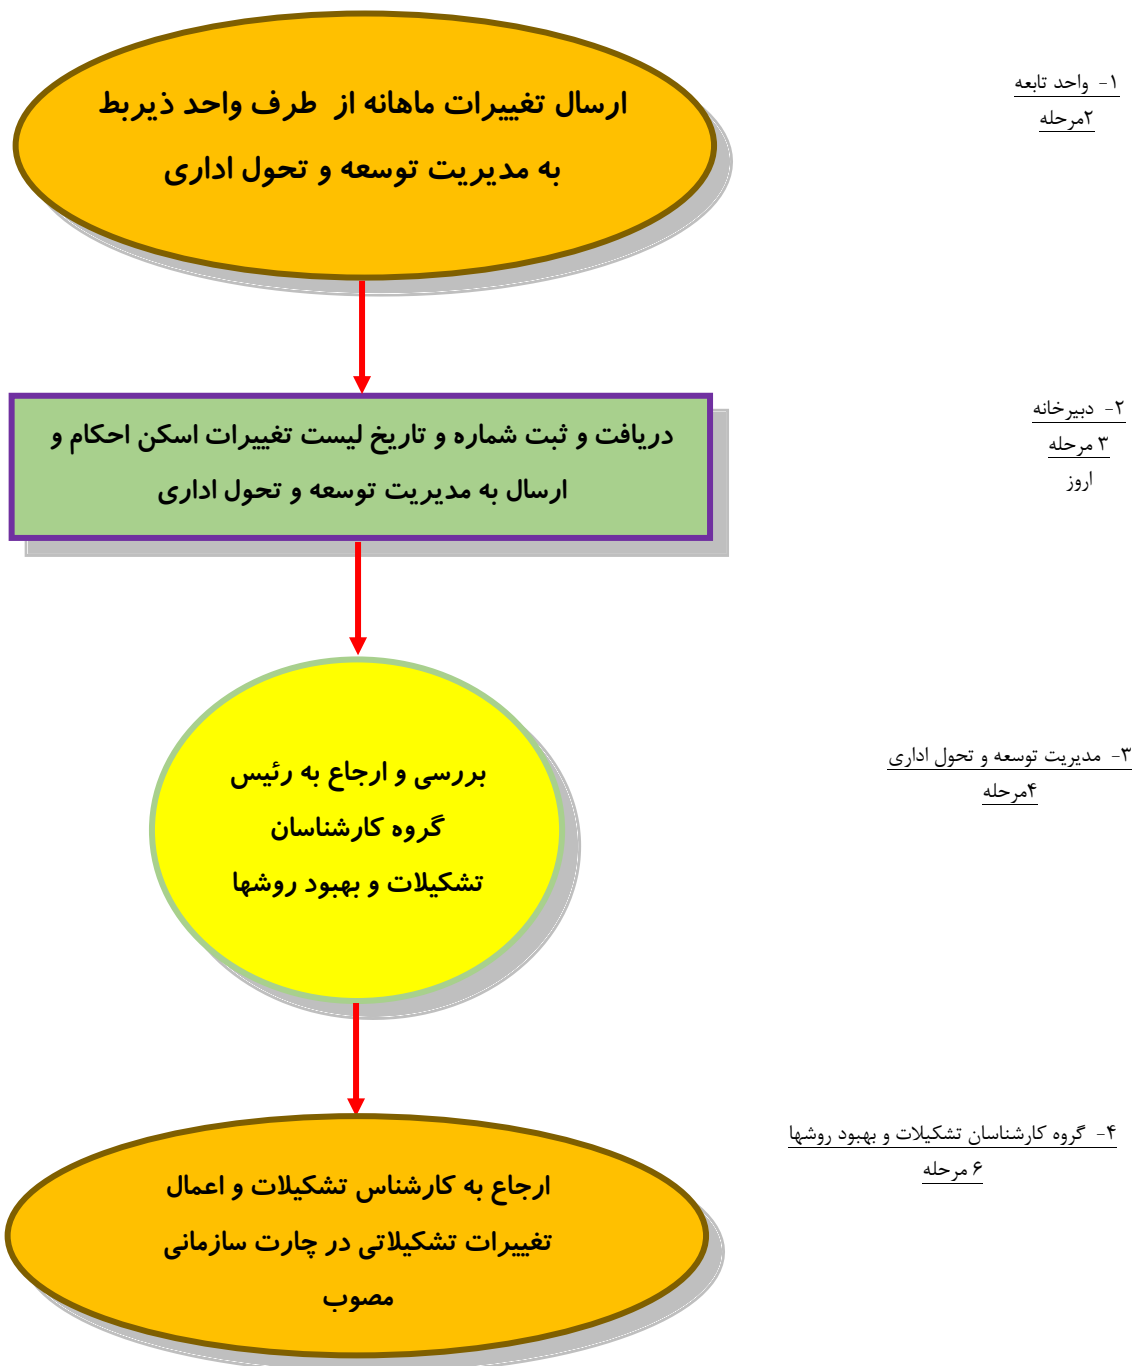 ارسال تغییرات ماهانه از طرف واحد ذیربط
به مدیریت توسعه و تحول اداری
۱- واحد تابعه
۲مرحله
دریافت و ثبت شماره و تاریخ لیست تغییرات اسکن احکام و
ارسال به مدیریت توسعه و تحول اداری
۲- دبیرخانه
۳ مرحله
اروز
بررسی و ارجاع به رئیس
گروه کارشناسان
تشکیلات و بهبود روشها
۳- مدیریت توسعه و تحول اداری
۴مرحله
ارجاع به کارشناس تشکیلات و اعمال
تغییرات تشکیلاتی در چارت سازمانی
مصوب
۴- گروه کارشناسان تشکیلات و بهبود روشها
۶ مرحله